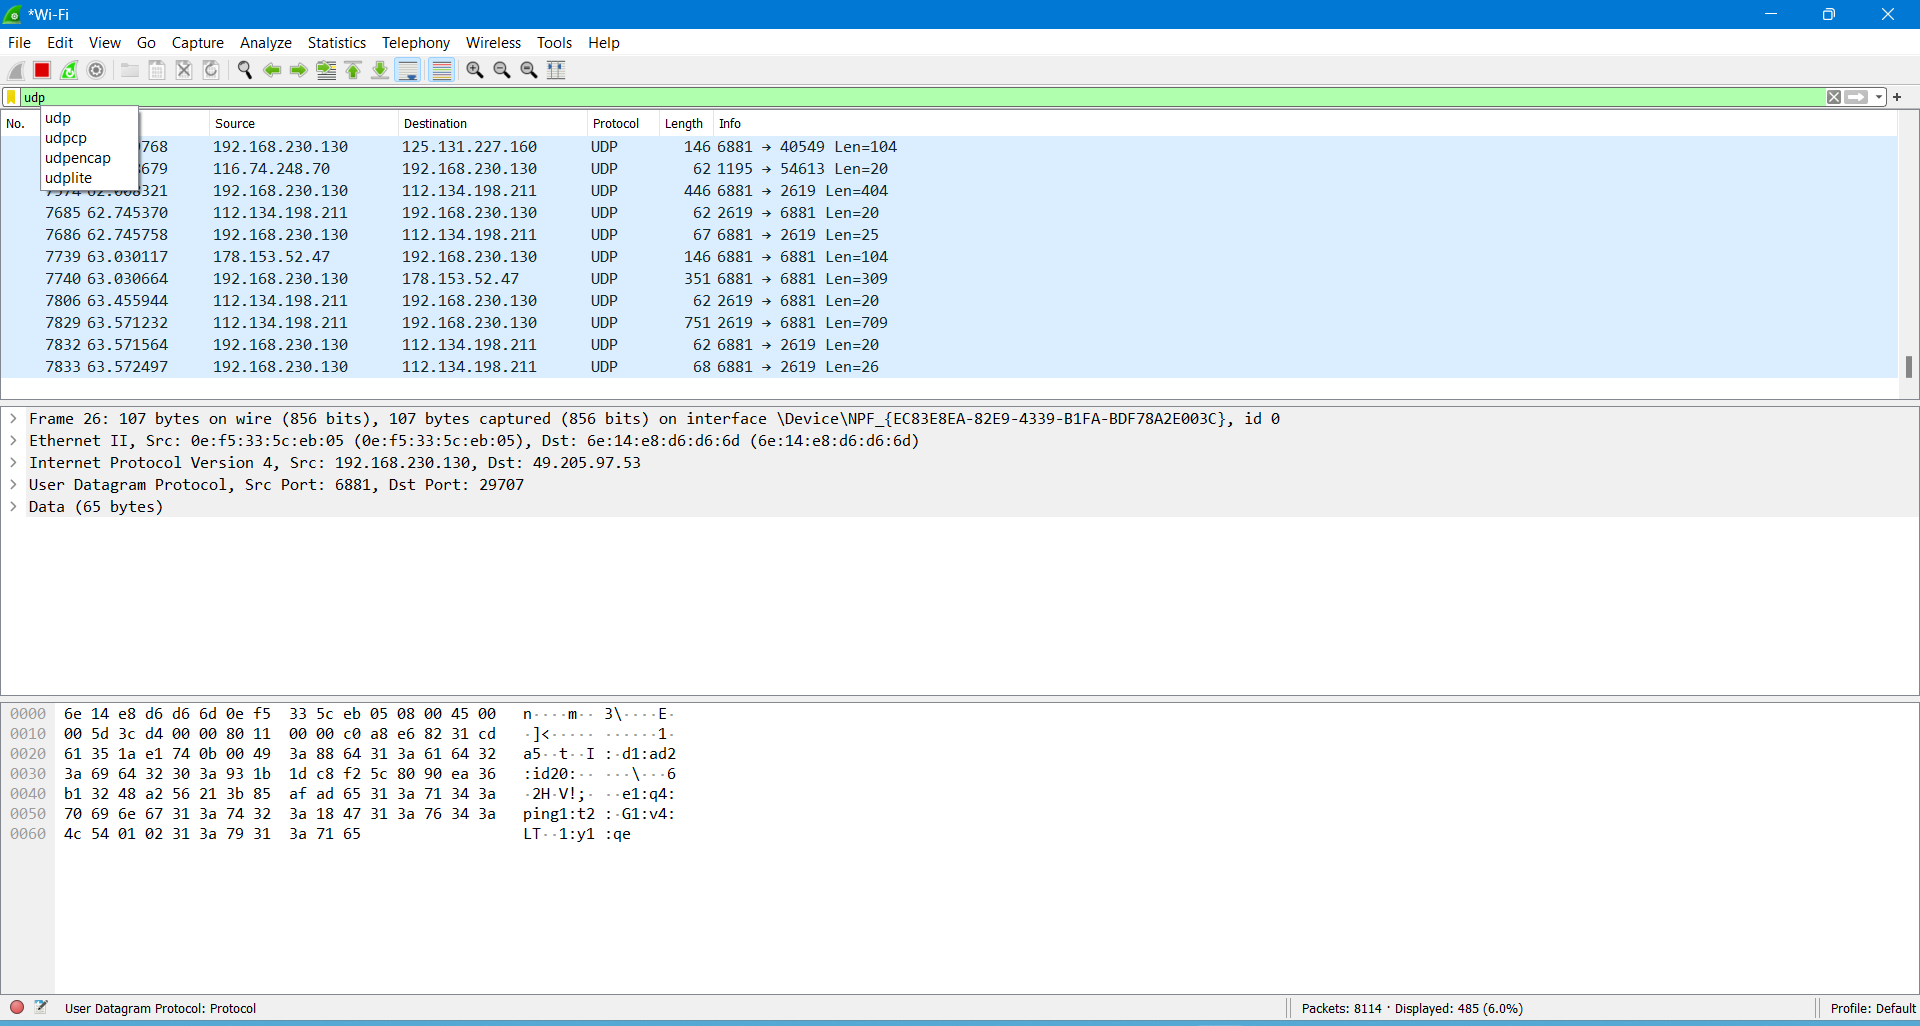 *Wi-Fi
File Edit View Go Capture Analyze Statistics Telephony Wireless Tools Help
udp
udp
udpcp
udpencap
udplite
No. Source Destination Protocol Length Info
768 192.168.230.130 125.131.227.160 UDP 146 6881 → 40549 Len=104
679 116.74.248.70 192.168.230.130 UDP 62 1195 → 54613 Len=20
321 192.168.230.130 112.134.198.211 UDP 446 6881 → 2619 Len=404
7685 62.745370 112.134.198.211 192.168.230.130 UDP 62 2619 → 6881 Len=20
7686 62.745758 192.168.230.130 112.134.198.211 UDP 67 6881 → 2619 Len=25
7739 63.030117 178.153.52.47 192.168.230.130 UDP 146 6881 → 6881 Len=104
7740 63.030664 192.168.230.130 178.153.52.47 UDP 351 6881 → 6881 Len=309
7806 63.455944 112.134.198.211 192.168.230.130 UDP 62 2619 → 6881 Len=20
7829 63.571232 112.134.198.211 192.168.230.130 UDP 751 2619 → 6881 Len=709
7832 63.571564 192.168.230.130 112.134.198.211 UDP 62 6881 → 2619 Len=20
7833 63.572497 192.168.230.130 112.134.198.211 UDP 68 6881 → 2619 Len=26
Frame 26: 107 bytes on wire (856 bits), 107 bytes captured (856 bits) on interface \Device\NPF_{EC83E8EA-82E9-4339-B1FA-BDF78A2E003C}, id 0
Ethernet II, Src: 0e:f5:33:5c:eb:05 (0e:f5:33:5c:eb:05), Dst: 6e:14:e8:d6:d6:6d (6e:14:e8:d6:d6:6d)
Internet Protocol Version 4, Src: 192.168.230.130, Dst: 49.205.97.53
User Datagram Protocol, Src Port: 6881, Dst Port: 29707
Data (65 bytes)
0000 6e 14 e8 d6 d6 6d 0e f5 33 5c eb 05 08 00 45 00 n····m·· 3\····E·
0010 00 5d 3c d4 00 00 80 11 00 00 c0 a8 e6 82 31 cd ·]<····· ······1·
0020 61 35 1a e1 74 0b 00 49 3a 88 64 31 3a 61 64 32 a5··t··I :·d1:ad2
0030 3a 69 64 32 30 3a 93 1b 1d c8 f2 5c 80 90 ea 36 :id20:·· ···\···6
0040 b1 32 48 a2 56 21 3b 85 af ad 65 31 3a 71 34 3a ·2H·V!;· ··e1:q4:
0050 70 69 6e 67 31 3a 74 32 3a 18 47 31 3a 76 34 3a ping1:t2 :·G1:v4:
0060 4c 54 01 02 31 3a 79 31 3a 71 65 LT··1:y1 :qe
User Datagram Protocol: Protocol Packets: 8114 · Displayed: 485 (6.0%) Profile: Default